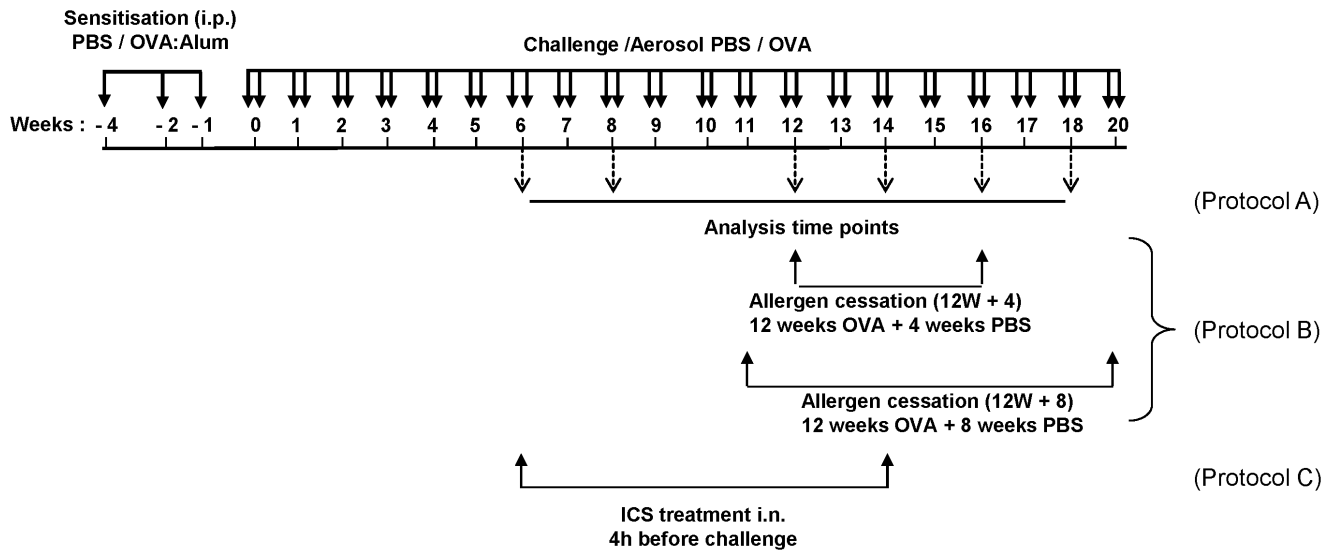 Sensitisation (i.p.)
PBS / OVA:Alum
Challenge /Aerosol PBS / OVA
Weeks : - 4 - 2 - 1 0 1 2 3 4 5 6 7 8 9 10 11 12 13 14 15 16 17 18 20
(Protocol A)
Analysis time points
Allergen cessation (12W + 4)
12 weeks OVA + 4 weeks PBS
(Protocol B)
Allergen cessation (12W + 8)
12 weeks OVA + 8 weeks PBS
(Protocol C)
ICS treatment i.n.
4h before challenge